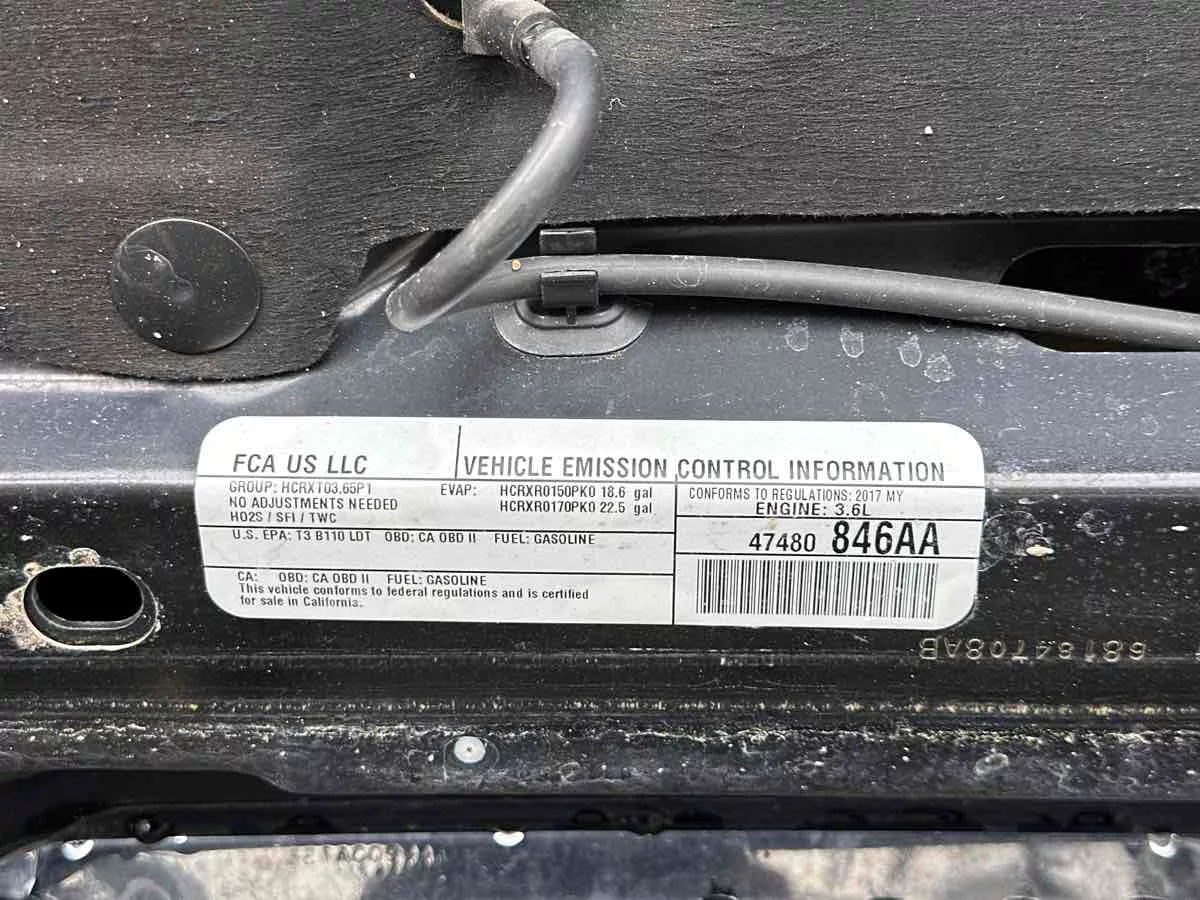 FCA US LLC
VEHICLE EMISSION CONTROL INFORMATION
GROUP: HCRXT03.65P1
NO ADJUSTMENTS NEEDED
HO2S / SFI / TWC
EVAP: HCRXR0150PK0 18.6 gal
HCRXR0170PK0 22.5 gal
CONFORMS TO REGULATIONS: 2017 MY
ENGINE: 3.6L
U.S. EPA: T3 B110 LDT OBD: CA OBD II FUEL: GASOLINE
47480 846AA
CA: OBD: CA OBD II FUEL: GASOLINE
This vehicle conforms to federal regulations and is certified
for sale in California.
68184708AB